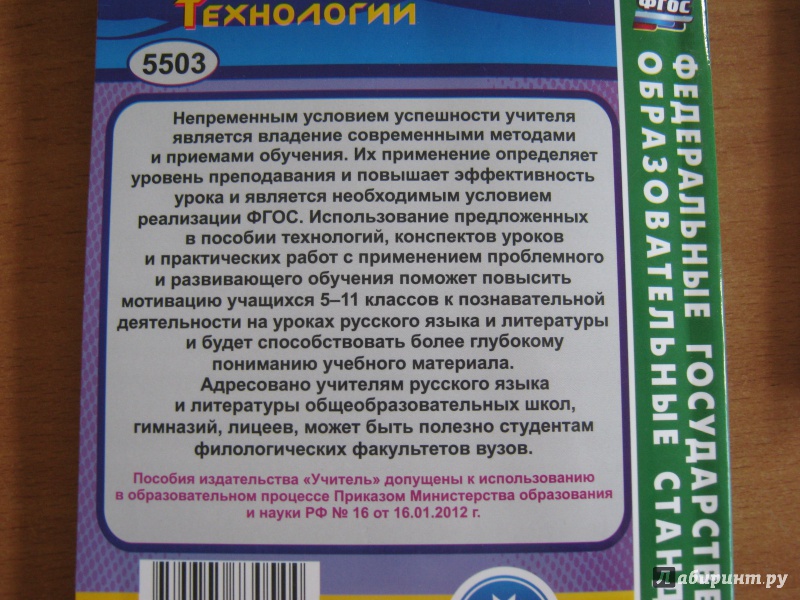 Технологии
ФГОС
5503
Непременным условием успешности учителя
является владение современными методами
и приемами обучения. Их применение определяет
уровень преподавания и повышает эффективность
урока и является необходимым условием
реализации ФГОС. Использование предложенных
в пособии технологий, конспектов уроков
и практических работ с применением проблемного
и развивающего обучения поможет повысить
мотивацию учащихся 5–11 классов к познавательной
деятельности на уроках русского языка и литературы
и будет способствовать более глубокому
пониманию учебного материала.
Адресовано учителям русского языка
и литературы общеобразовательных школ,
гимназий, лицеев, может быть полезно студентам
филологических факультетов вузов.
Пособия издательства «Учитель» допущены к использованию
в образовательном процессе Приказом Министерства образования
и науки РФ № 16 от 16.01.2012 г.
ФЕДЕРАЛЬНЫЕ ГОСУДАРСТВЕ
ОБРАЗОВАТЕЛЬНЫЕ СТАНД
Лабиринт.ру